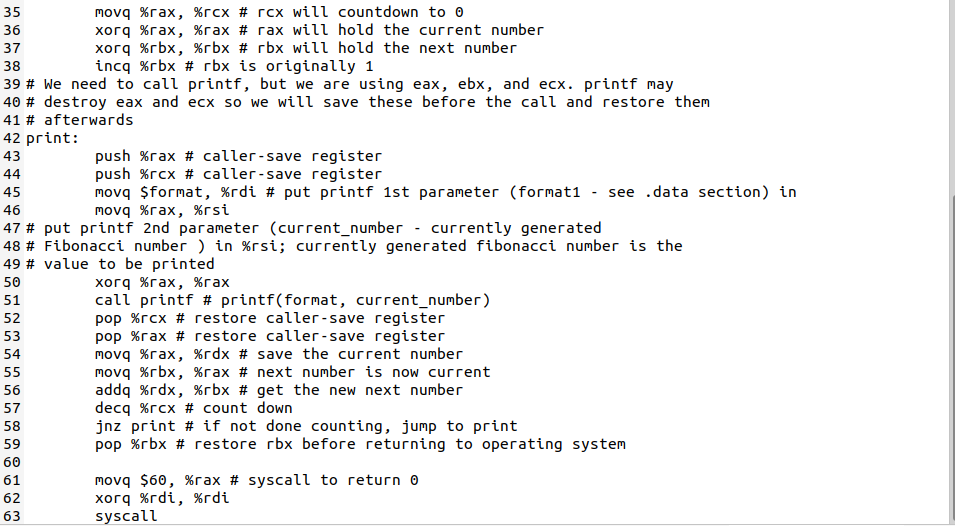 35 movq %rax, %rcx # rcx will countdown to 0
36 xorq %rax, %rax # rax will hold the current number
37 xorq %rbx, %rbx # rbx will hold the next number
38 incq %rbx # rbx is originally 1
39 # We need to call printf, but we are using eax, ebx, and ecx. printf may
40 # destroy eax and ecx so we will save these before the call and restore them
41 # afterwards
42 print:
43 push %rax # caller-save register
44 push %rcx # caller-save register
45 movq $format, %rdi # put printf 1st parameter (format1 - see .data section) in
46 movq %rax, %rsi
47 # put printf 2nd parameter (current_number - currently generated
48 # Fibonacci number ) in %rsi; currently generated fibonacci number is the
49 # value to be printed
50 xorq %rax, %rax
51 call printf # printf(format, current_number)
52 pop %rcx # restore caller-save register
53 pop %rax # restore caller-save register
54 movq %rax, %rdx # save the current number
55 movq %rbx, %rax # next number is now current
56 addq %rdx, %rbx # get the new next number
57 decq %rcx # count down
58 jnz print # if not done counting, jump to print
59 pop %rbx # restore rbx before returning to operating system
60
61 movq $60, %rax # syscall to return 0
62 xorq %rdi, %rdi
63 syscall